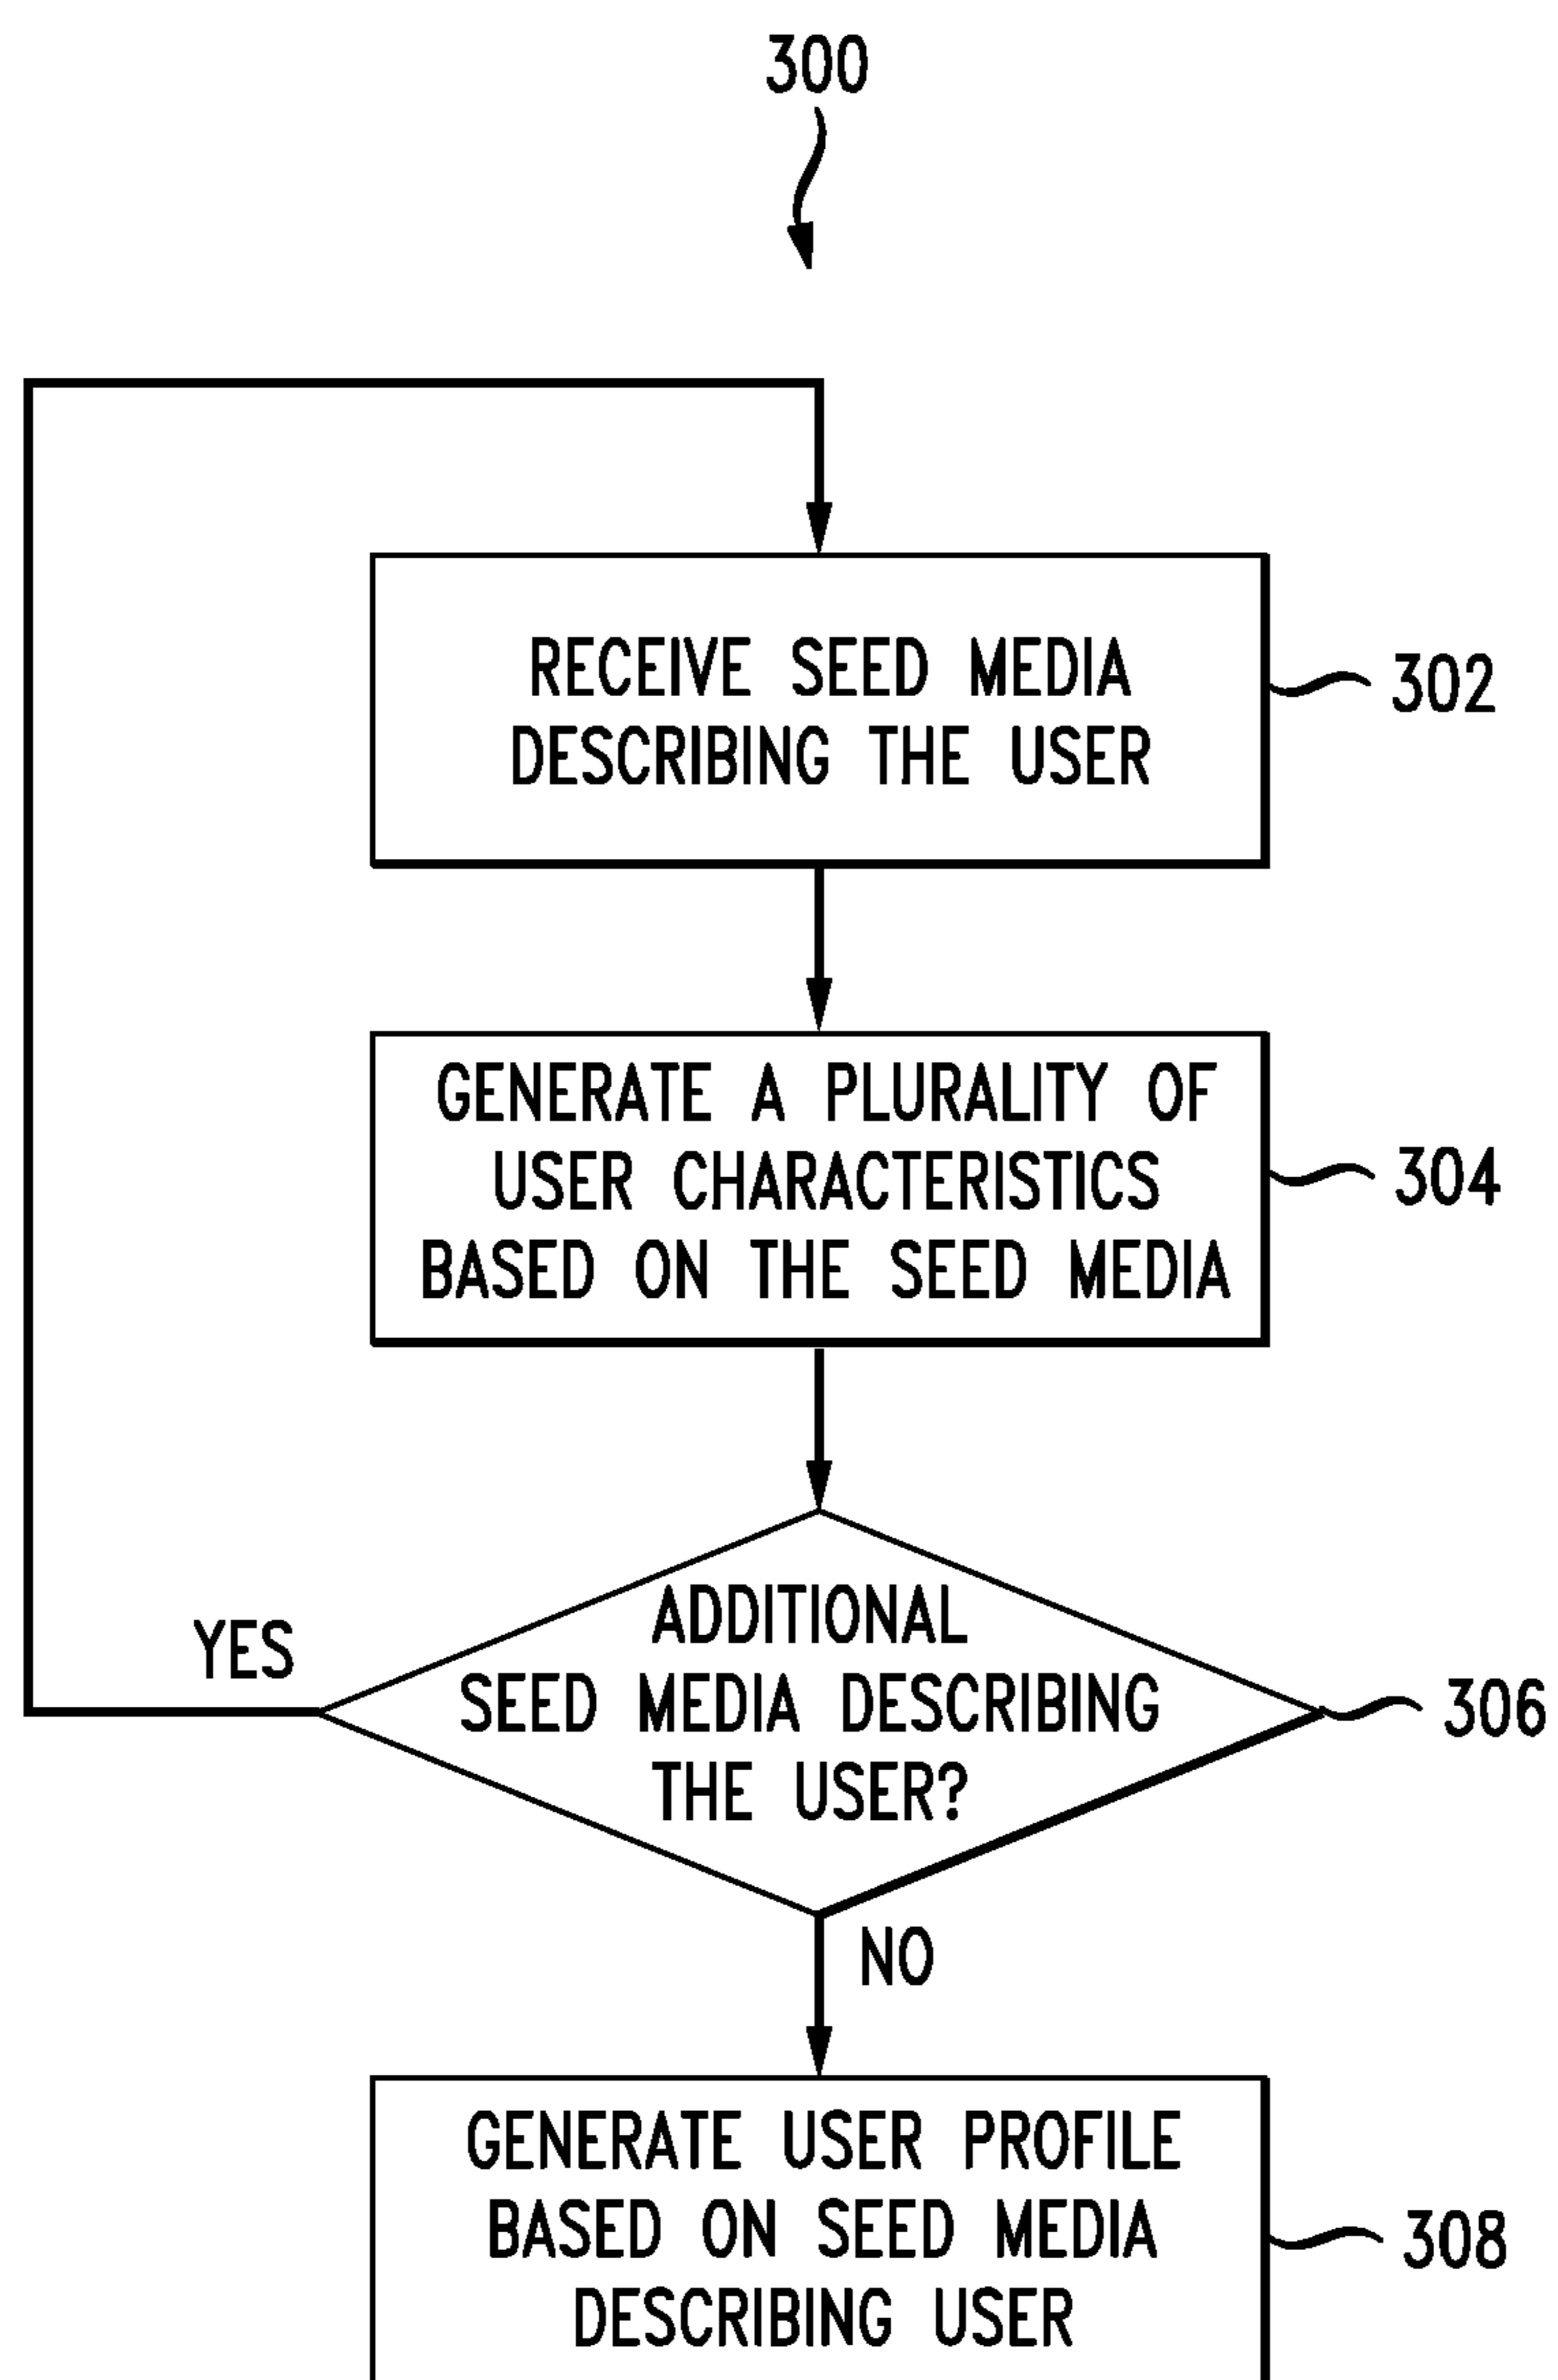 300
RECEIVE SEED MEDIA
DESCRIBING THE USER
302
GENERATE A PLURALITY OF
USER CHARACTERISTICS
BASED ON THE SEED MEDIA
304
ADDITIONAL
SEED MEDIA DESCRIBING
THE USER?
306
YES
NO
GENERATE USER PROFILE
BASED ON SEED MEDIA
DESCRIBING USER
308